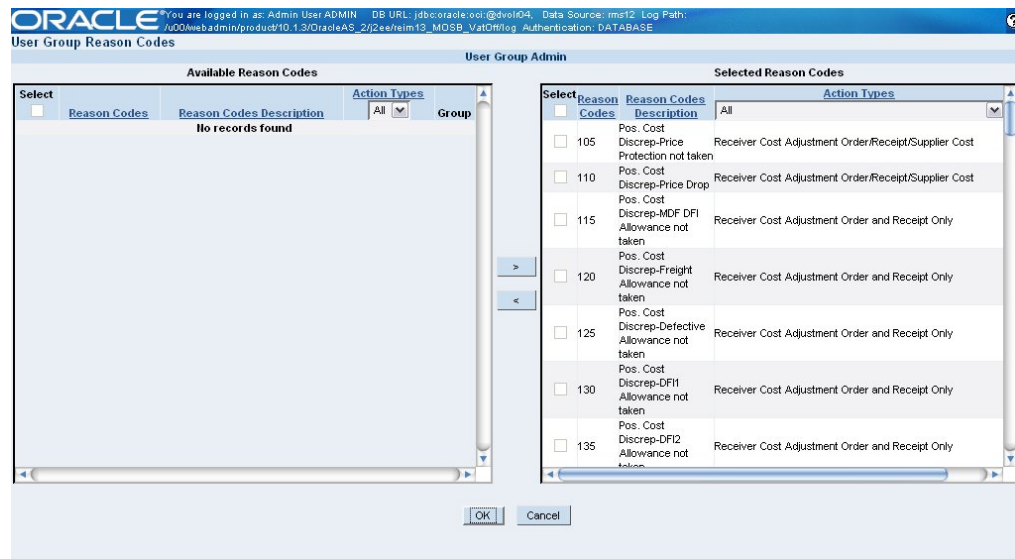 ORACLE
You are logged in as: Admin User ADMIN DB URL: jdbc:oracle:oci:@dvolr04, Data Source: rms12 Log Path:
/u00/webadmin/product/10.1.3/OracleAS_2/j2ee/reim13_MOSB_VatOff/log Authentication: DATABASE
User Group Reason Codes
User Group Admin
Available Reason Codes
Select
Reason Codes
Reason Codes Description
Action Types
All
Group
No records found
>
<
Selected Reason Codes
Select
Reason
Codes
Reason Codes
Description
Action Types
All
105
Pos. Cost
Discrep-Price
Protection not taken
Receiver Cost Adjustment Order/Receipt/Supplier Cost
110
Pos. Cost
Discrep-Price Drop
Receiver Cost Adjustment Order/Receipt/Supplier Cost
115
Pos. Cost
Discrep-MDF DFI
Allowance not
taken
Receiver Cost Adjustment Order and Receipt Only
120
Pos. Cost
Discrep-Freight
Allowance not
taken
Receiver Cost Adjustment Order and Receipt Only
125
Pos. Cost
Discrep-Defective
Allowance not
taken
Receiver Cost Adjustment Order and Receipt Only
130
Pos. Cost
Discrep-DFI1
Allowance not
taken
Receiver Cost Adjustment Order and Receipt Only
135
Pos. Cost
Discrep-DFI2
Allowance not
taken
Receiver Cost Adjustment Order and Receipt Only
OK
Cancel